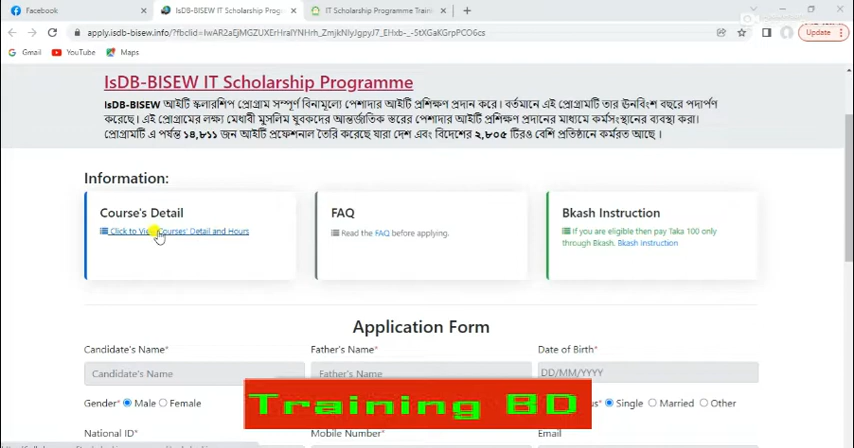 Facebook
IsDB-BISEW IT Scholarship Prog
IT Scholarship Programme Traini
apply.isdb-bisew.info/?fbclid=
Update
Gmail YouTube Maps
IsDB-BISEW IT Scholarship Programme
IsDB-BISEW আইটি স্কলারশিপ প্রোগ্রাম সম্পূর্ণ বিনামূল্যে পেশাদার আইটি প্রশিক্ষণ প্রদান করে। বর্তমানে এই প্রোগ্রামটি তার ঊনবিংশ বছরে পদার্পণ
করেছে। এই প্রোগ্রামের লক্ষ্য মেধাবী মুসলিম যুবকদের আন্তর্জাতিক স্তরের পেশাদার আইটি প্রশিক্ষণ প্রদানের মাধ্যমে কর্মসংস্থানের ব্যবস্থা করা।
প্রোগ্রামটি এ পর্যন্ত ১৪,৮১১ জন আইটি প্রফেশনাল তৈরি করেছে যারা দেশ এবং বিদেশের ২,৮০৫ টিরও বেশি প্রতিষ্ঠানে কর্মরত আছে ।
Information:
Course's Detail
Click to View Courses' Detail and Hours
FAQ
Read the FAQ before applying.
Bkash Instruction
If you are eligible then pay Taka 100 only
through Bkash. Bkash Instruction
Application Form
Candidate's Name* Father's Name* Date of Birth*
Candidate's Name Father's Name DD/MM/YYYY
Gender* Male Female
us* Single Married Other
Training BD
National ID* Mobile Number* Email